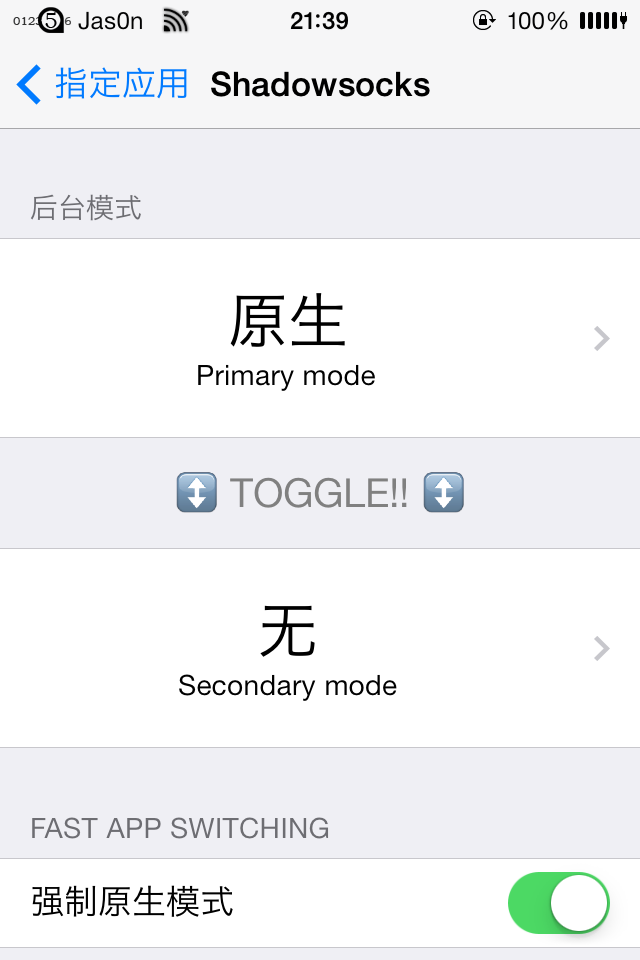 Jas0n 21:39 100%
指定应用 Shadowsocks
后台模式
原生
Primary mode
TOGGLE!!
无
Secondary mode
FAST APP SWITCHING
强制原生模式